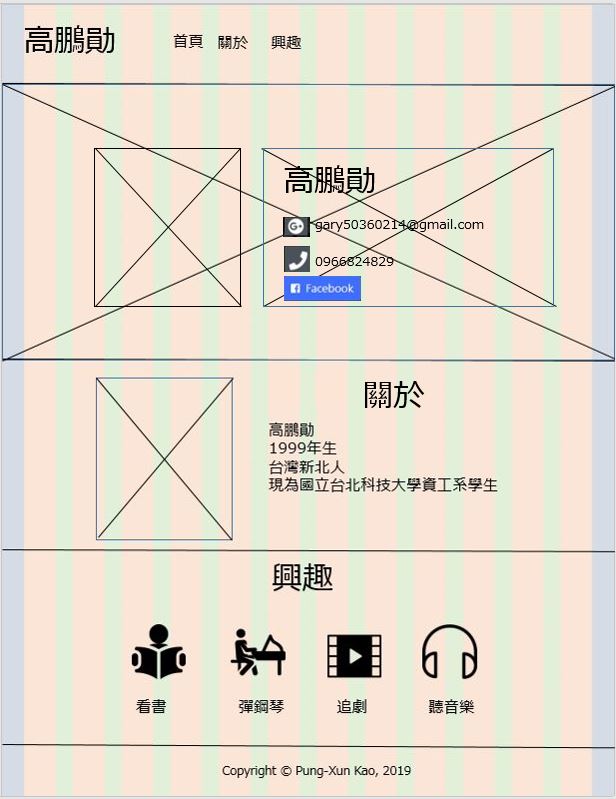 高鵬勛
首頁 關於 興趣
高鵬勛
gary50360214@gmail.com
0966824829
Facebook
關於
高鵬勛
1999年生
台灣新北人
現為國立台北科技大學資工系學生
興趣
看書 彈鋼琴 追劇 聽音樂
Copyright © Pung-Xun Kao, 2019